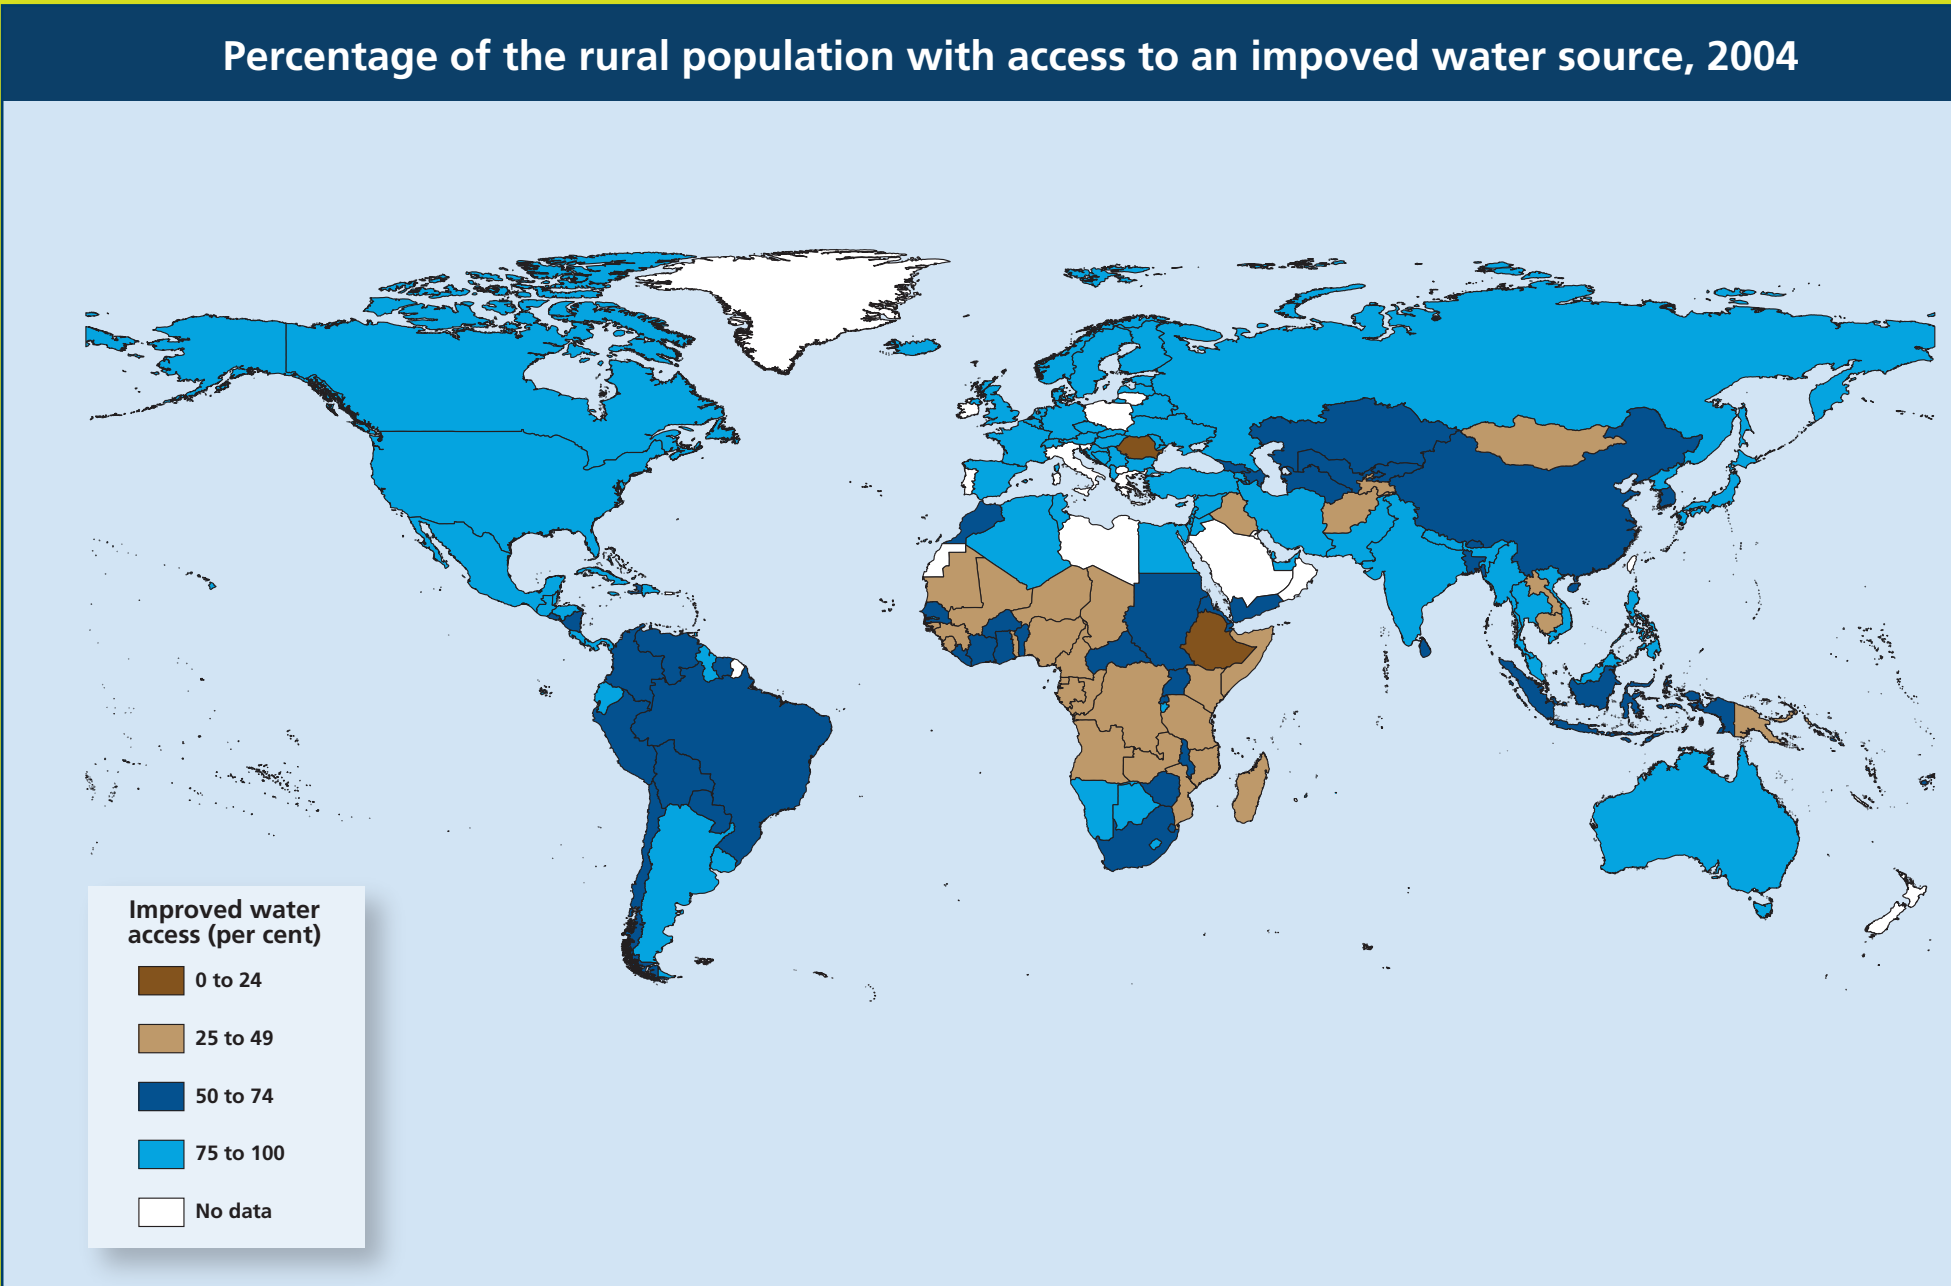 Percentage of the rural population with access to an impoved water source, 2004
Improved water
access (per cent)
0 to 24
25 to 49
50 to 74
75 to 100
No data